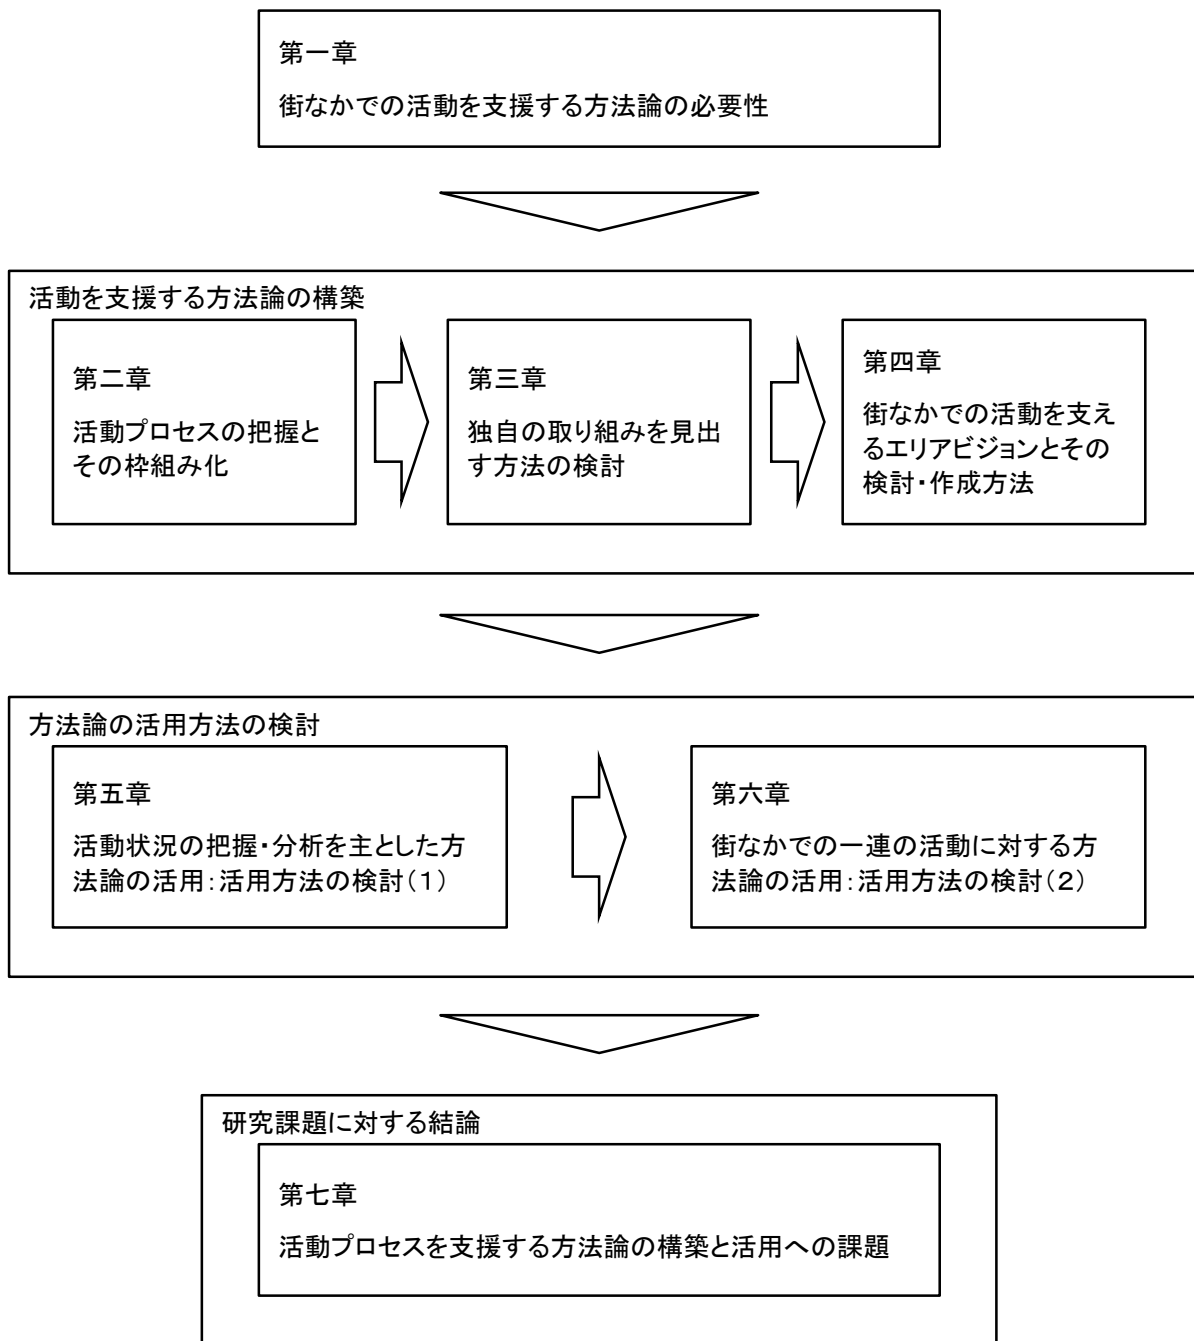 第一章
街なかでの活動を支援する方法論の必要性
活動を支援する方法論の構築
第二章
活動プロセスの把握と
その枠組み化
第三章
独自の取り組みを見出
す方法の検討
第四章
街なかでの活動を支え
るエリアビジョンとその
検討・作成方法
方法論の活用方法の検討
第五章
活動状況の把握・分析を主とした方
法論の活用：活用方法の検討（１）
第六章
街なかでの一連の活動に対する方
法論の活用：活用方法の検討（２）
研究課題に対する結論
第七章
活動プロセスを支援する方法論の構築と活用への課題